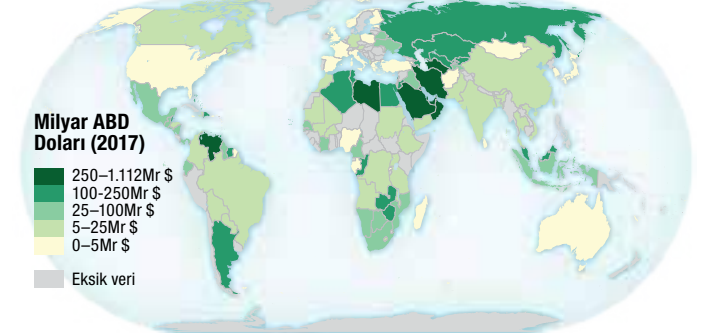 Milyar ABD
Doları (2017)
250–1.112Mr $
100-250Mr $
25–100Mr $
5–25Mr $
0–5Mr $
Eksik veri